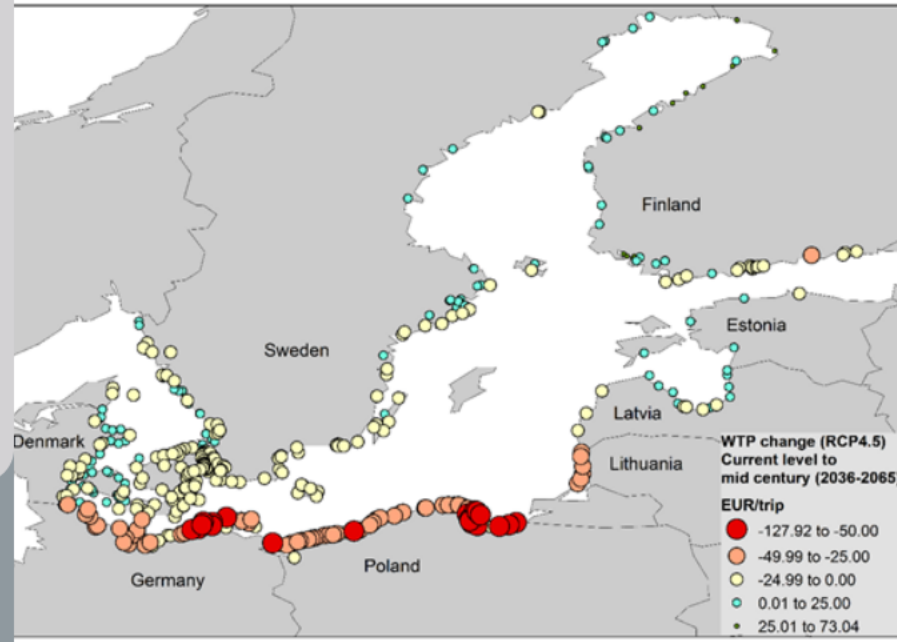 Finland
Sweden
Estonia
Latvia
Denmark
Lithuania
Germany
Poland
WTP change (RCP4.5)
Current level to
mid century (2036-2065)
EUR/trip
-127.92 to -50.00
-49.99 to -25.00
-24.99 to 0.00
0.01 to 25.00
25.01 to 73.04